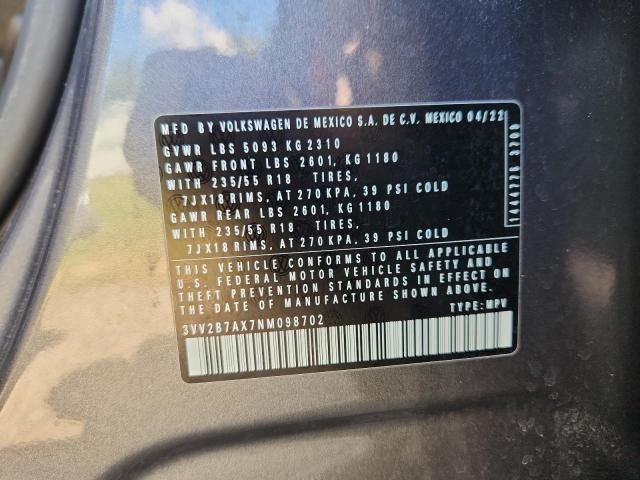 MFD BY VOLKSWAGEN DE MEXICO S.A. DE C.V. MEXICO 04/22
GVWR LBS 5093 KG 2310
GAWR FRONT LBS 2601, KG 1180
WITH 235/55 R18 TIRES,
7JX18 RIMS, AT 270 KPA, 39 PSI COLD
GAWR REAR LBS 2601, KG 1180
WITH 235/55 R18 TIRES,
7JX18 RIMS, AT 270 KPA, 39 PSI COLD
THIS VEHICLE CONFORMS TO ALL APPLICABLE
U.S. FEDERAL MOTOR VEHICLE SAFETY AND
THEFT PREVENTION STANDARDS IN EFFECT ON
THE DATE OF MANUFACTURE SHOWN ABOVE.
3VV2B7AX7NM098702 TYPE: MPV